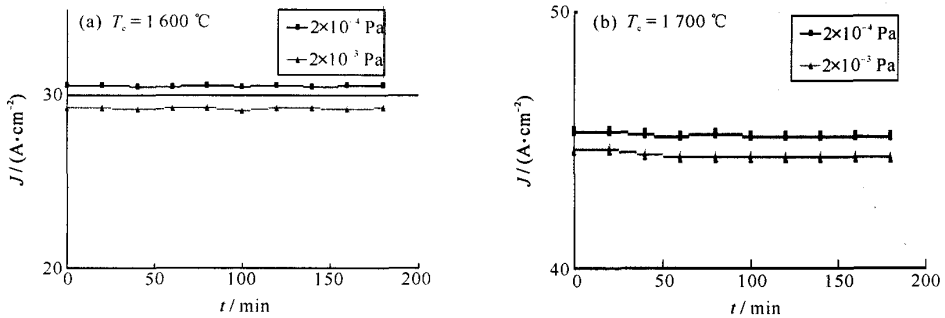 (a) T_c = 1 600 ℃
2×10⁻⁴ Pa
2×10⁻³ Pa
30
20
0
50
100
150
200
J / (A·cm⁻²)
t / min
(b) T_c = 1 700 ℃
2×10⁻⁴ Pa
2×10⁻³ Pa
50
40
0
50
100
150
200
J / (A·cm⁻²)
t / min